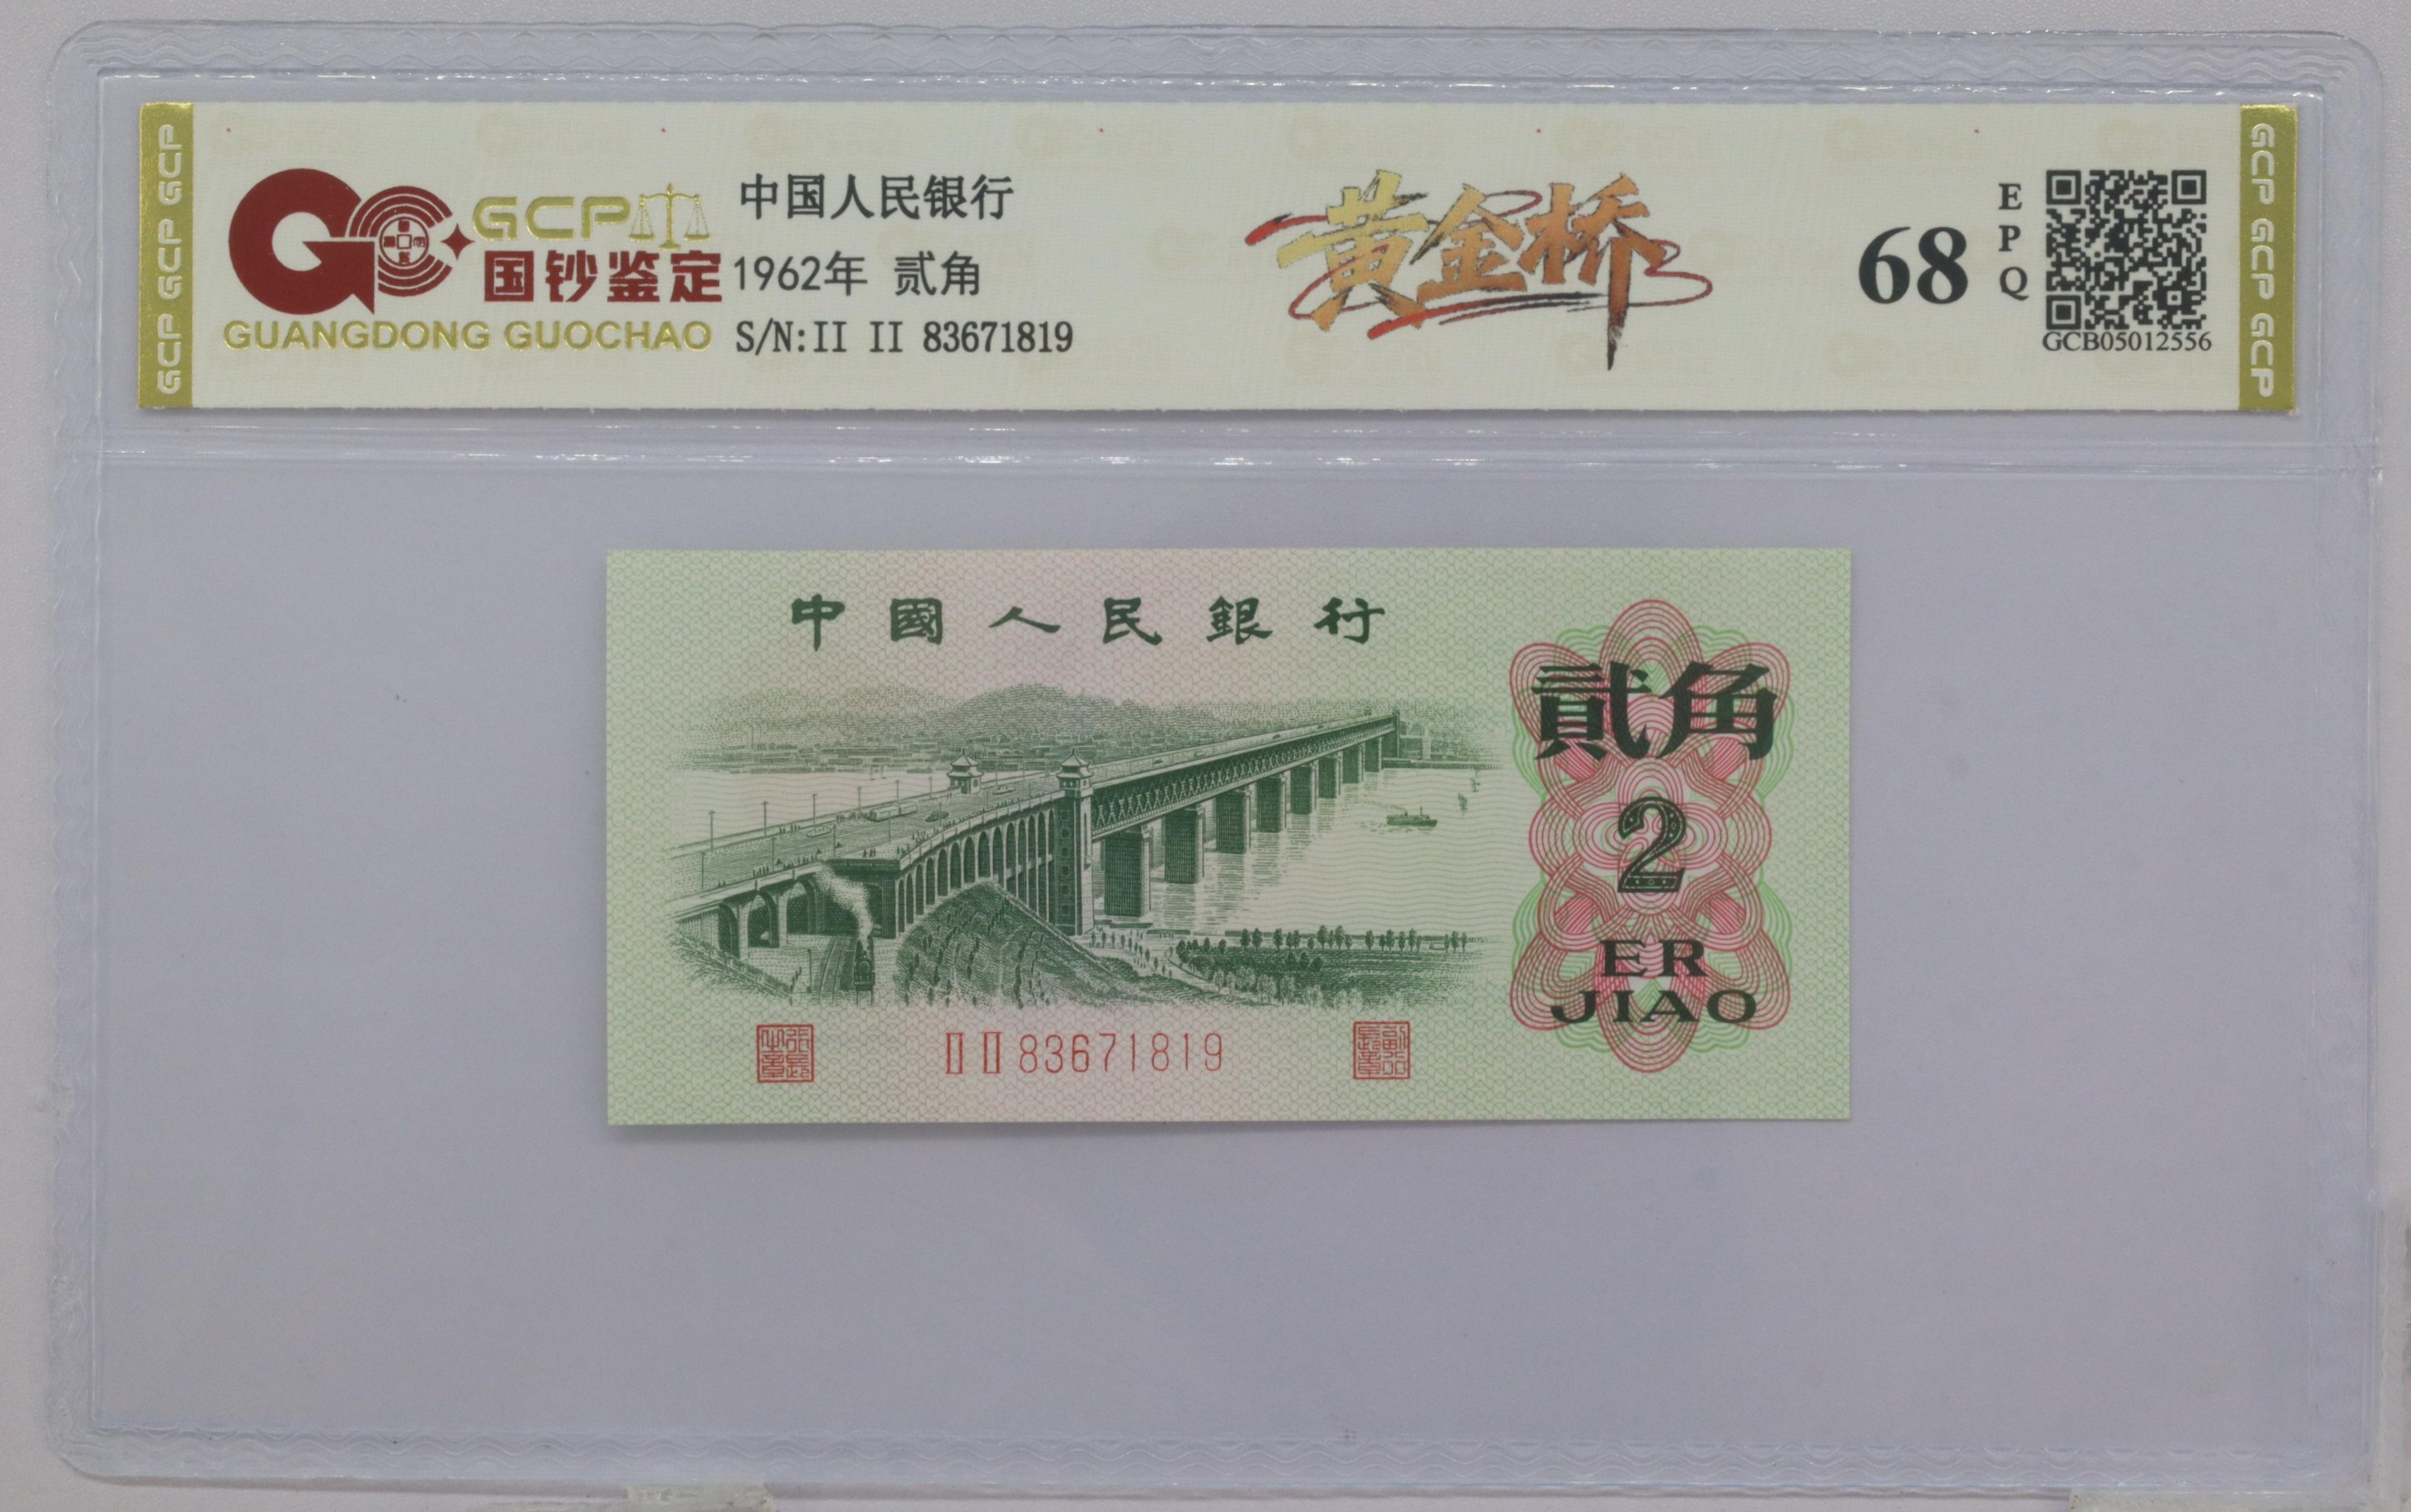 GCP GCP GCP
GCP
国钞鉴定
GUANGDONG GUOCHAO
中国人民银行
1962年 贰角
S/N:II II 83671819
黄金桥
68
EPQ
GCB05012556
GCP GCP GCP
中國人民銀行
貳角
2
ER
JIAO
II II 83671819